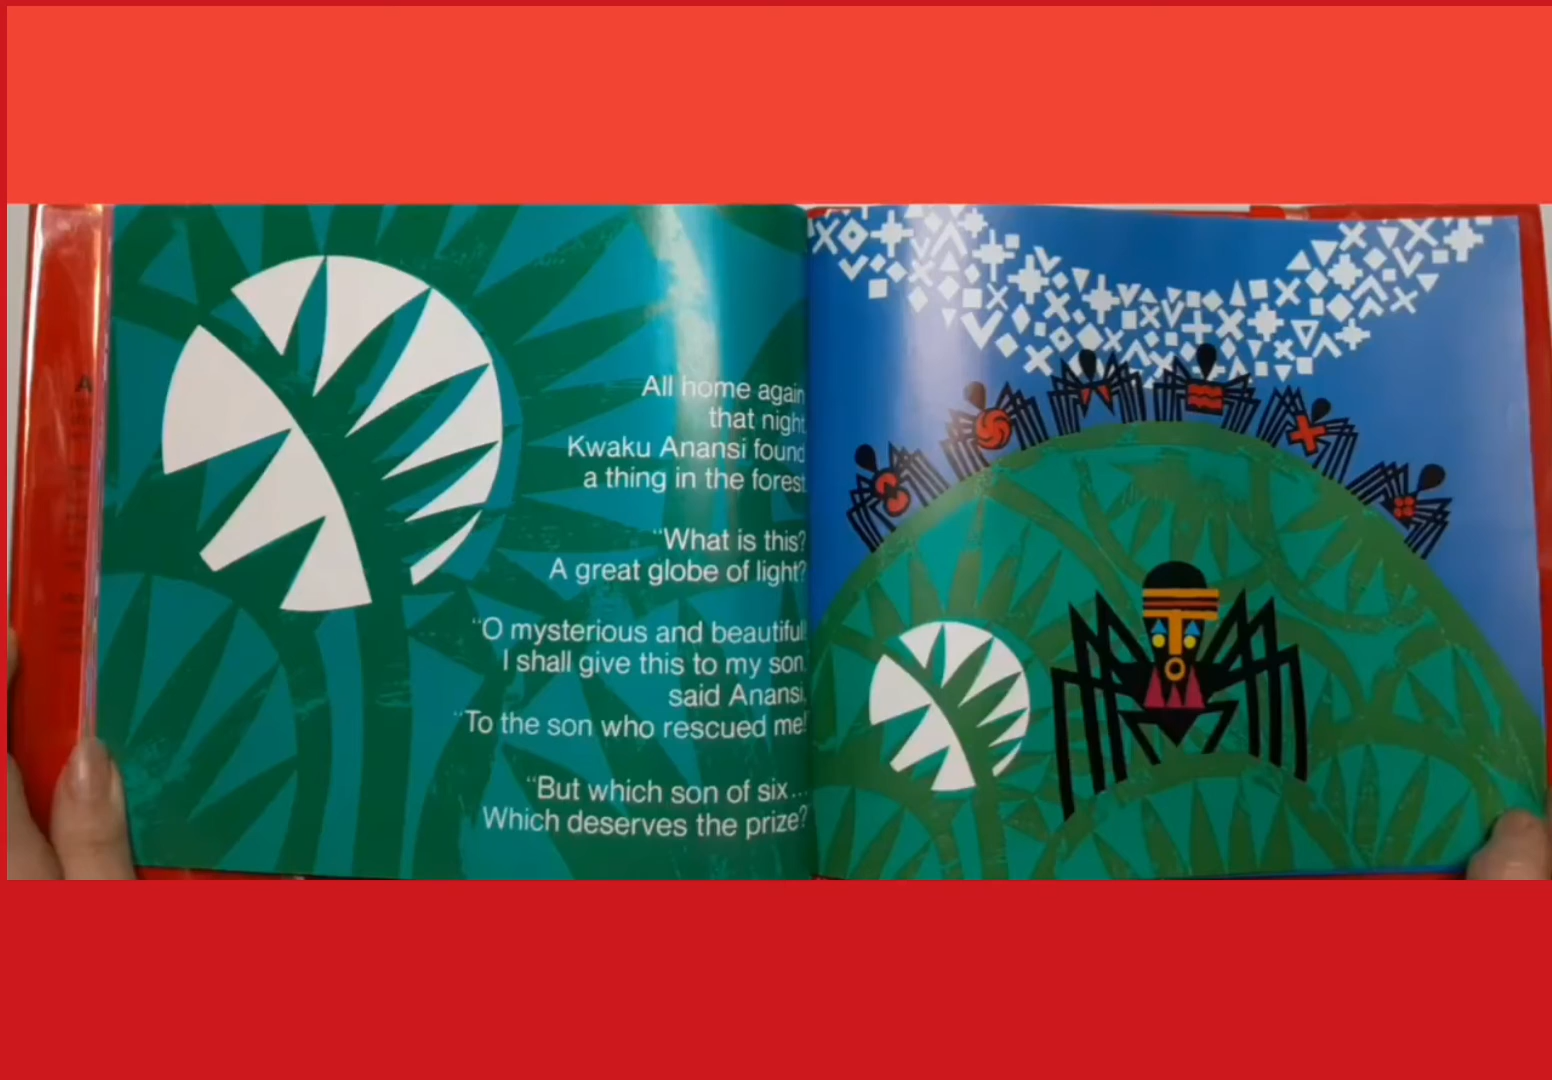 All home again
that night
Kwaku Anansi found
a thing in the forest.
“What is this?
A great globe of light?
“O mysterious and beautiful!
I shall give this to my son,
said Anansi,
“To the son who rescued me!
“But which son of six...
Which deserves the prize?